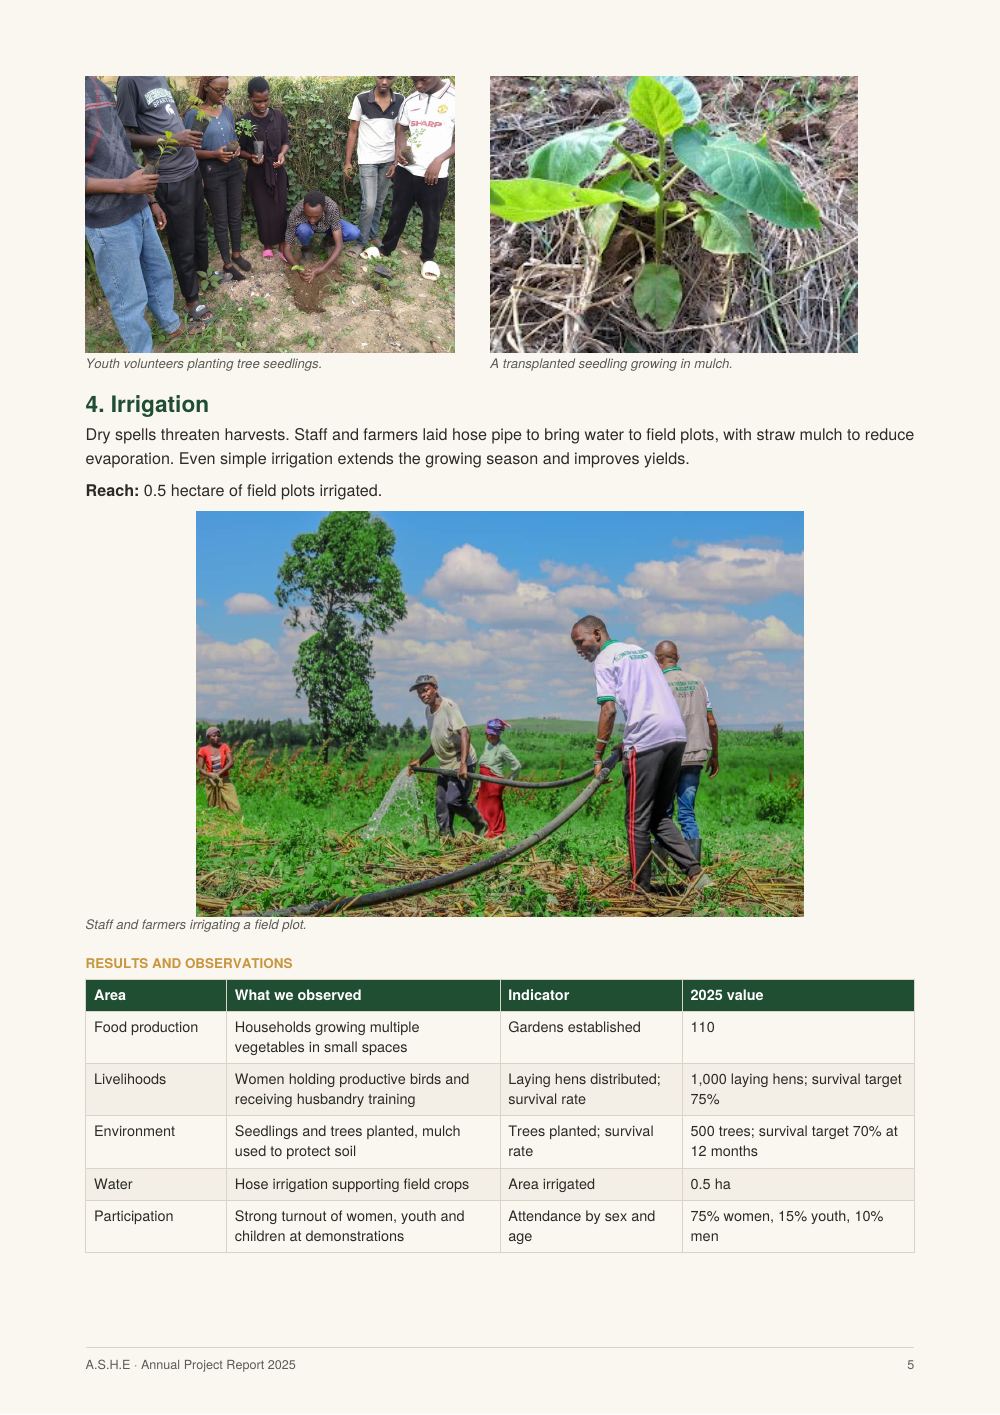 SHARP
Youth volunteers planting tree seedlings.
A transplanted seedling growing in mulch.
4. Irrigation
Dry spells threaten harvests. Staff and farmers laid hose pipe to bring water to field plots, with straw mulch to reduce
evaporation. Even simple irrigation extends the growing season and improves yields.
Reach: 0.5 hectare of field plots irrigated.
Staff and farmers irrigating a field plot.
RESULTS AND OBSERVATIONS
Area What we observed Indicator 2025 value
Food production Households growing multiple Gardens established 110
vegetables in small spaces
Livelihoods Women holding productive birds and Laying hens distributed; 1,000 laying hens; survival target
receiving husbandry training survival rate 75%
Environment Seedlings and trees planted, mulch Trees planted; survival 500 trees; survival target 70% at
used to protect soil rate 12 months
Water Hose irrigation supporting field crops Area irrigated 0.5 ha
Participation Strong turnout of women, youth and Attendance by sex and 75% women, 15% youth, 10%
children at demonstrations age men
A.S.H.E · Annual Project Report 2025 5